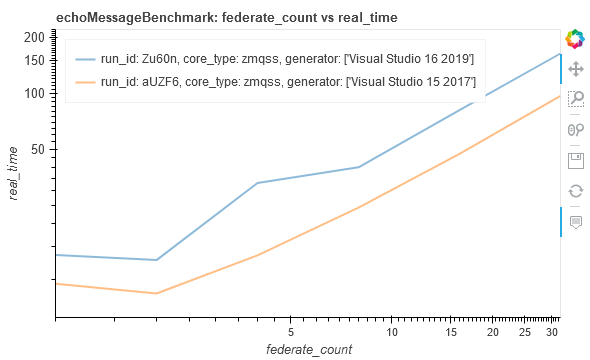 echoMessageBenchmark: federate_count vs real_time
run_id: Zu60n, core_type: zmqss, generator: ['Visual Studio 16 2019']
run_id: aUZF6, core_type: zmqss, generator: ['Visual Studio 15 2017']
200
150
100
50
real_time
5
10
15
20
25
30
federate_count